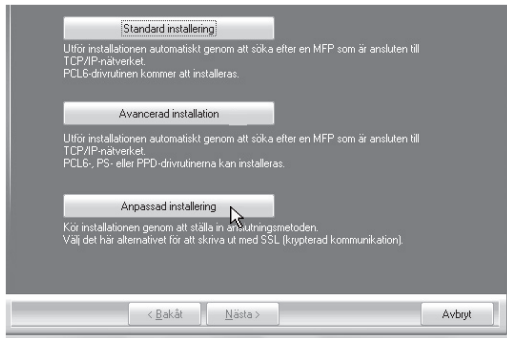 Standard installering
Utför installationen automatiskt genom att söka efter en MFP som är ansluten till
TCP/IP-nätverket.
PCL6-drivrutinen kommer att installeras.
Avancerad installation
Utför installationen automatiskt genom att söka efter en MFP som är ansluten till
TCP/IP-nätverket.
PCL6-, PS- eller PPD-drivrutinerna kan installeras.
Anpassad installering
Kör installationen genom att ställa in anslutningsmetoden.
Välj det här alternativet för att skriva ut med SSL (krypterad kommunikation).
< Bakåt Nästa > Avbryt